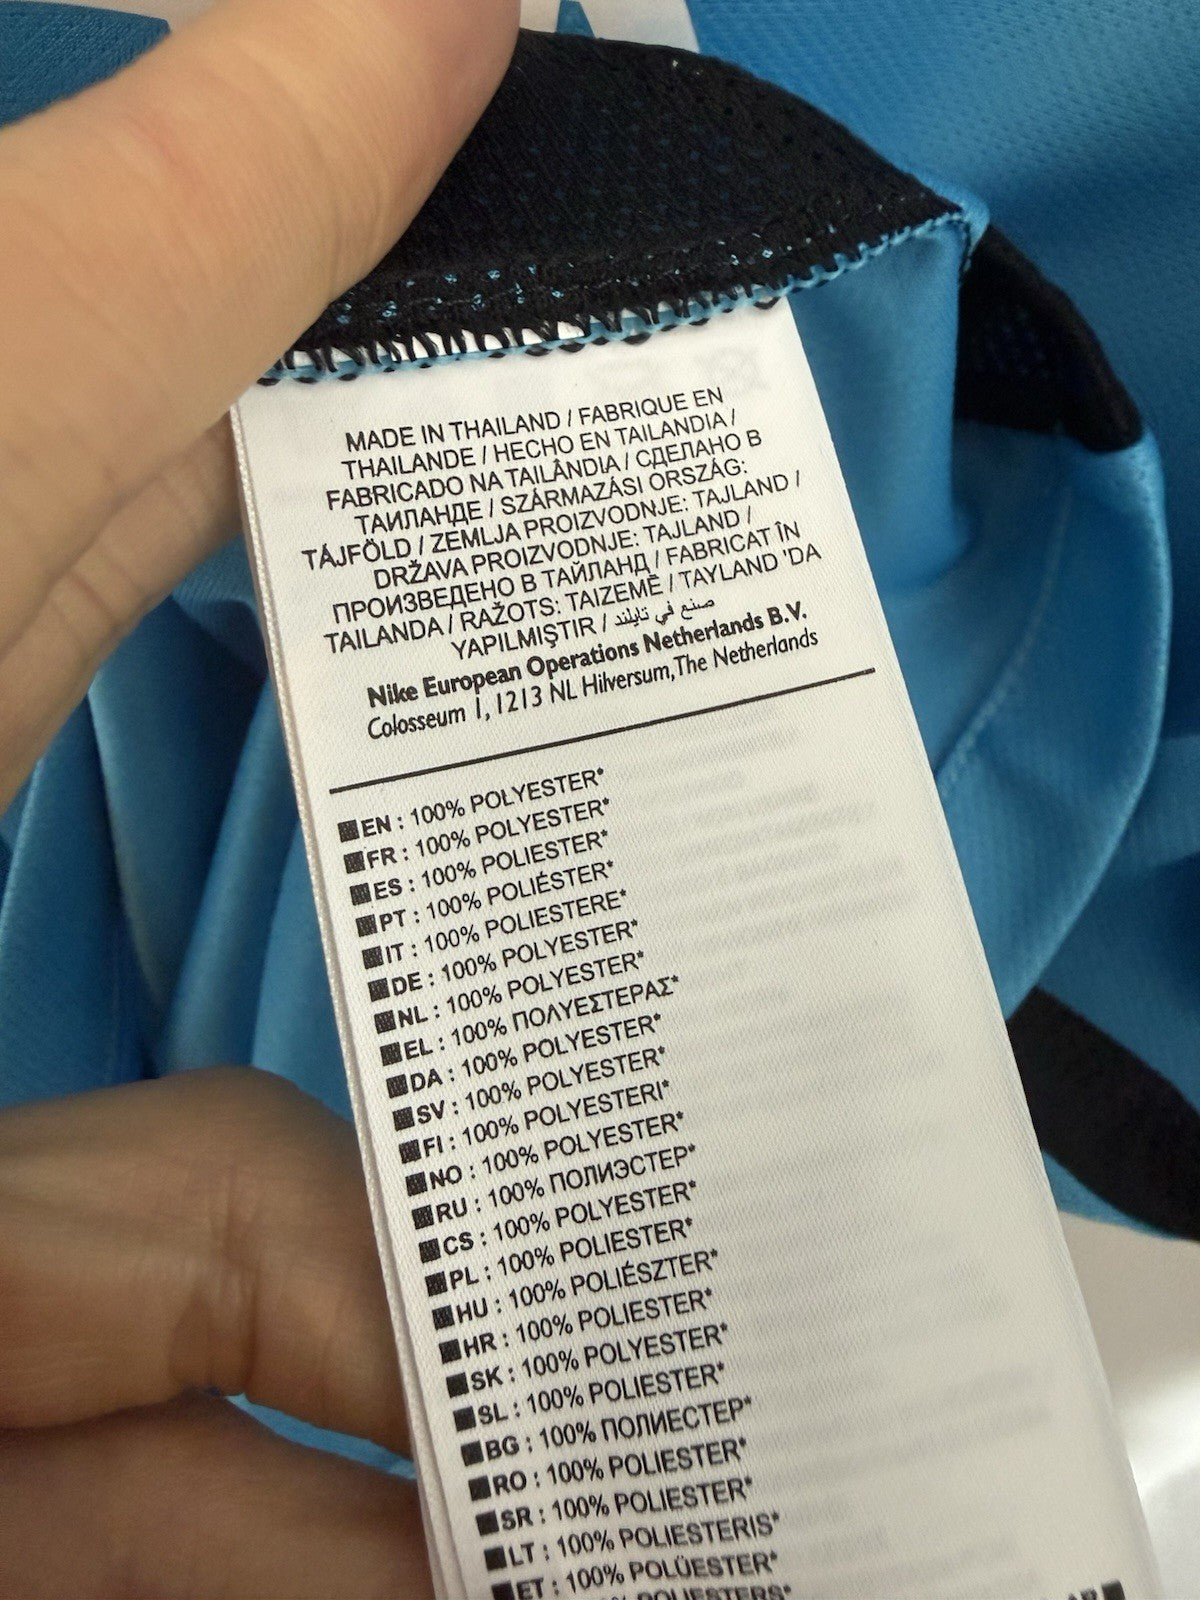 MADE IN THAILAND / FABRIQUE EN
THAILANDE / HECHO EN TAILANDIA /
FABRICADO NA TAILÂNDIA / СДЕЛАНО В
ТАИЛАНДЕ / SZÁRMAZÁSI ORSZÁG:
TÁJFÖLD / ZEMLJA PROIZVODNJE: TAJLAND /
DRŽAVA PROIZVODNJE: TAJLAND /
ПРОИЗВЕДЕНО В ТАЙЛАНД / FABRICAT ÎN
TAILANDA / RAŽOTS: TAIZEMĒ / TAYLAND 'DA
YAPILMIŞTIR / صنع في تايلند
Nike European Operations Netherlands B.V.
Colosseum 1, 1213 NL Hilversum, The Netherlands
EN : 100% POLYESTER*
FR : 100% POLYESTER*
ES : 100% POLIESTER*
PT : 100% POLIÉSTER*
IT : 100% POLIESTERE*
DE : 100% POLYESTER*
NL : 100% POLYESTER*
EL : 100% ΠΟΛΥΕΣΤΕΡΑΣ*
DA : 100% POLYESTER*
SV : 100% POLYESTER*
FI : 100% POLYESTERI*
NO : 100% POLYESTER*
RU : 100% ПОЛИЭСТЕР*
CS : 100% POLYESTER*
PL : 100% POLIESTER*
HU : 100% POLIÉSZTER*
HR : 100% POLIESTER*
SK : 100% POLYESTER*
SL : 100% POLIESTER*
BG : 100% ПОЛИЕСТЕР*
RO : 100% POLIESTER*
SR : 100% POLIESTER*
LT : 100% POLIESTERIS*
ET : 100% POLÜESTER*
100% POLIESTERS*